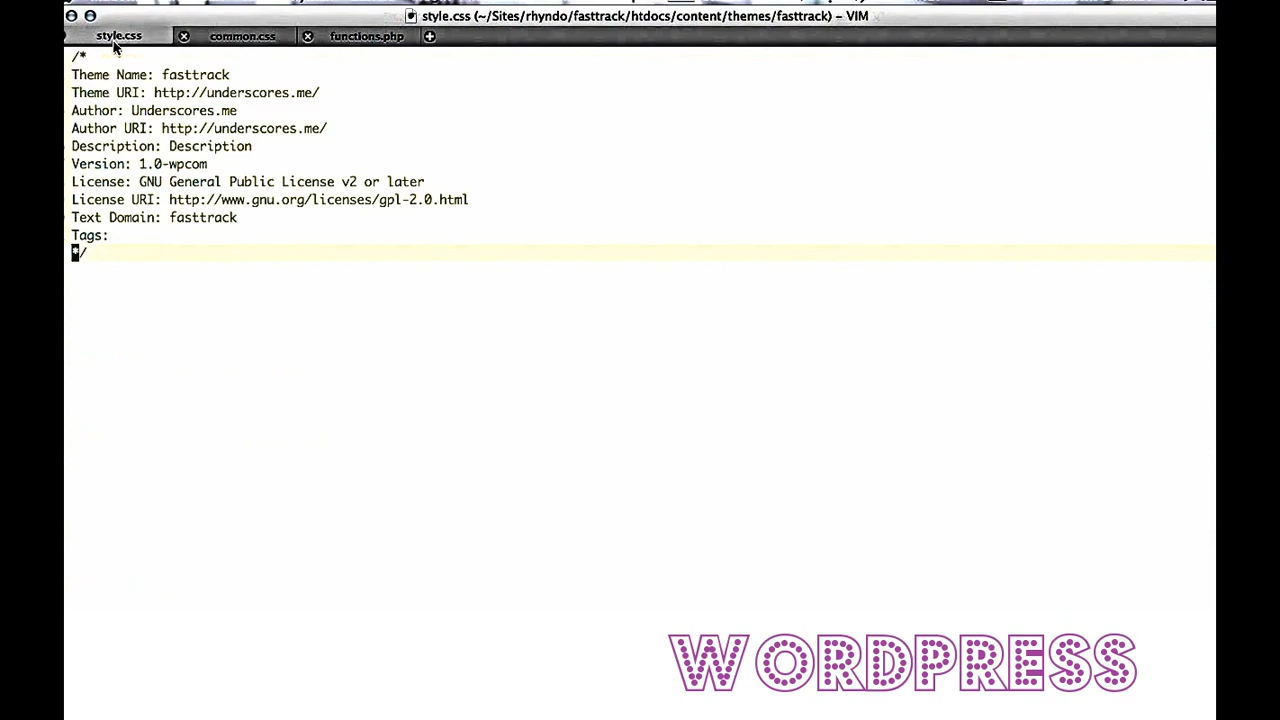 style.css (~/Sites/rhyndo/fasttrack/htdocs/content/themes/fasttrack) – VIM
style.css common.css functions.php
/*
Theme Name: fasttrack
Theme URI: http://underscores.me/
Author: Underscores.me
Author URI: http://underscores.me/
Description: Description
Version: 1.0-wpcom
License: GNU General Public License v2 or later
License URI: http://www.gnu.org/licenses/gpl-2.0.html
Text Domain: fasttrack
Tags:
*/
WORDPRESS